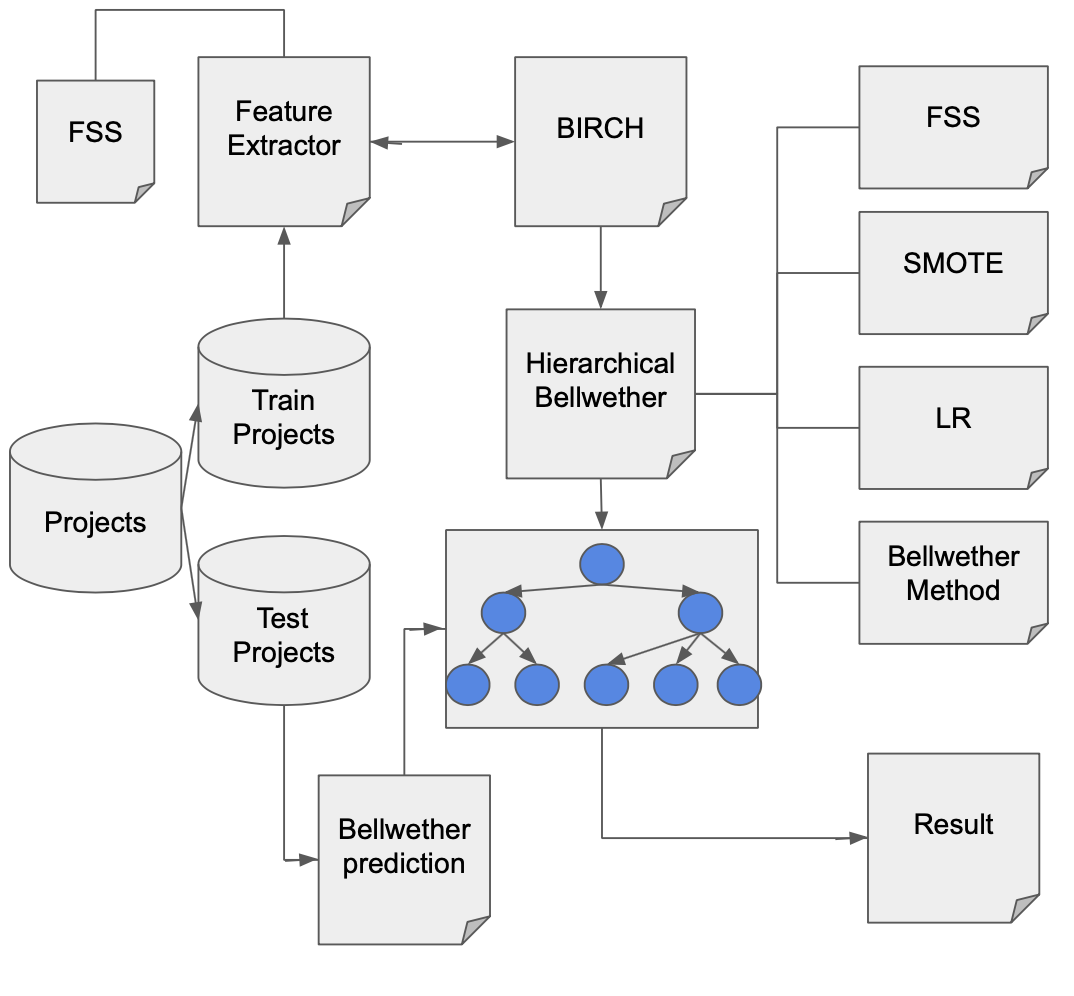 FSS
Feature
Extractor
BIRCH
FSS
SMOTE
Hierarchical
Bellwether
LR
Train
Projects
Projects
Bellwether
Method
Test
Projects
Bellwether
prediction
Result